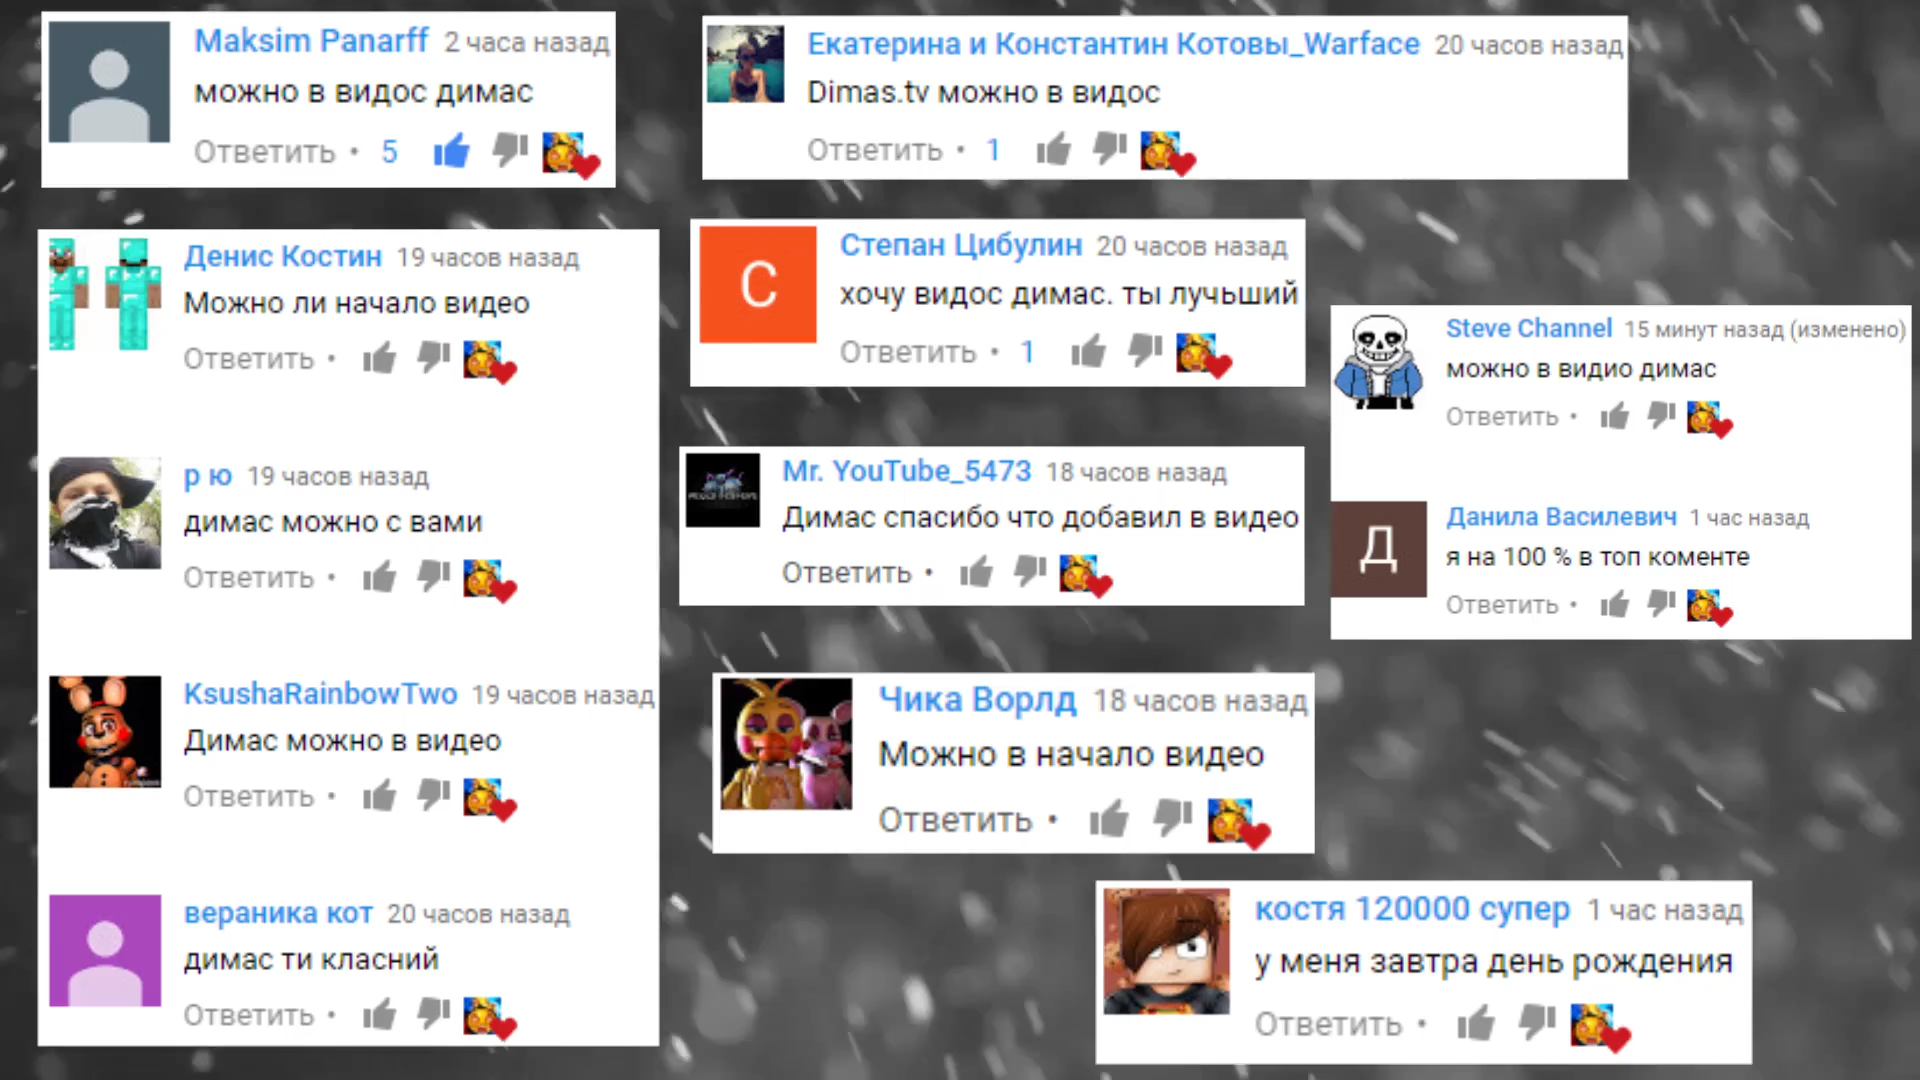 Maksim Panarff 2 часа назад
можно в видос димас
Ответить • 5
Екатерина и Константин Котовы_Warface 20 часов назад
Dimas.tv можно в видос
Ответить • 1
Денис Костин 19 часов назад
Можно ли начало видео
Ответить •
р ю 19 часов назад
димас можно с вами
Ответить •
KsushaRainbowTwo 19 часов назад
Димас можно в видео
Ответить •
вераника кот 20 часов назад
димас ти класний
Ответить •
С
Степан Цибулин 20 часов назад
хочу видос димас. ты лучьший
Ответить • 1
Mr. YouTube_5473 18 часов назад
Димас спасибо что добавил в видео
Ответить •
Чика Ворлд 18 часов назад
Можно в начало видео
Ответить •
Steve Channel 15 минут назад (изменено)
можно в видио димас
Ответить •
Д
Данила Василевич 1 час назад
я на 100 % в топ коменте
Ответить •
костя 120000 супер 1 час назад
у меня завтра день рождения
Ответить •